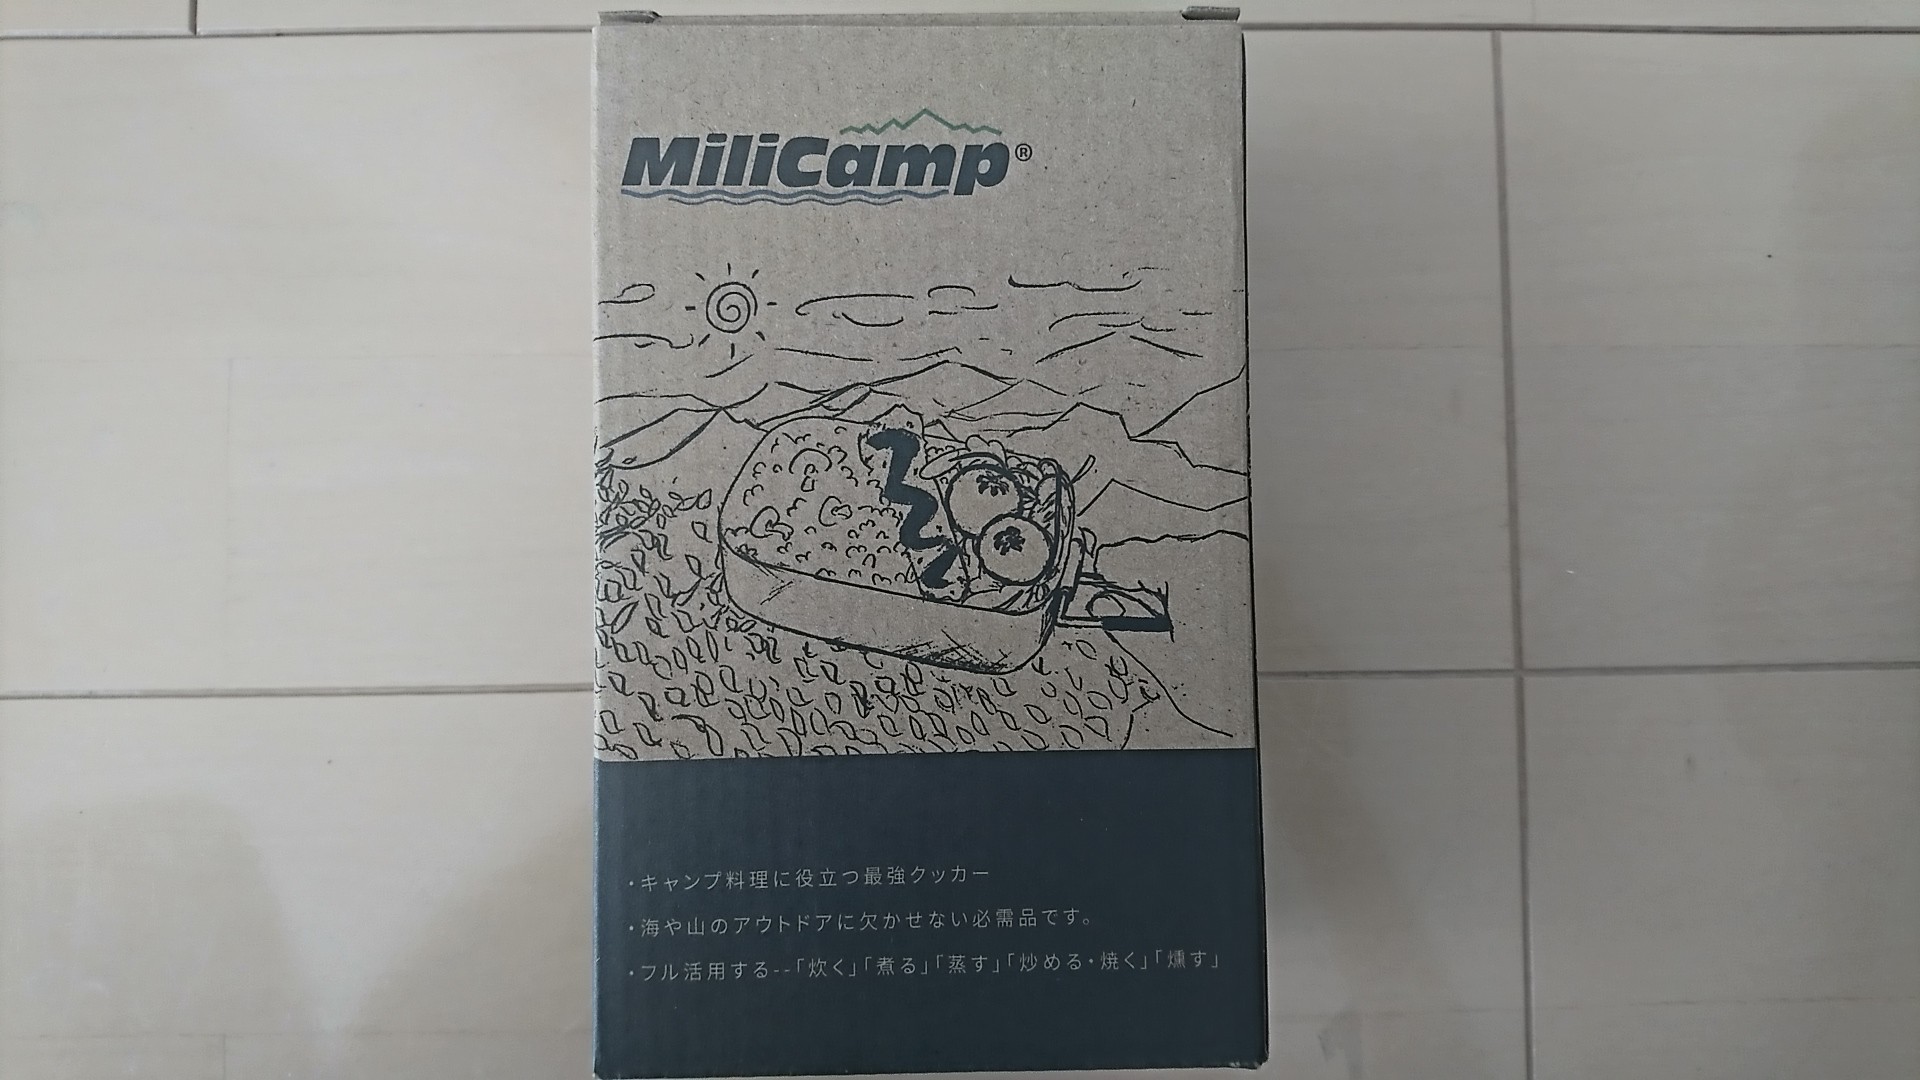 MiliCamp®
・キャンプ料理に役立つ最強クッカー
・海や山のアウトドアに欠かせない必需品です。
・フル活用する--「炊く」「煮る」「蒸す」「炒める・焼く」「燻す」